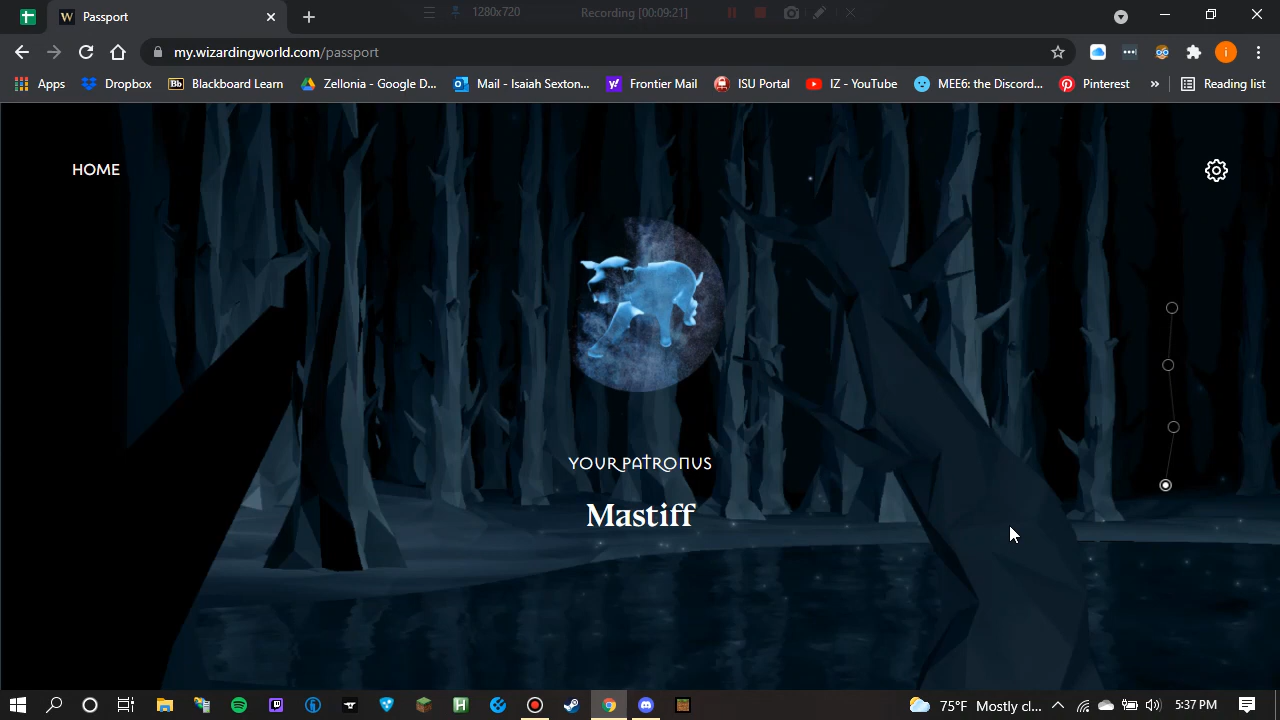 Passport
1280x720
Recording [00:09:21]
my.wizardingworld.com/passport
i
Apps
Dropbox
Bb
Blackboard Learn
Zellonia - Google D...
Mail - Isaiah Sexton...
Frontier Mail
ISU Portal
IZ - YouTube
MEE6: the Discord...
Pinterest
»
Reading list
HOME
YOUR PATRONUS
Mastiff
75°F Mostly cl...
5:37 PM